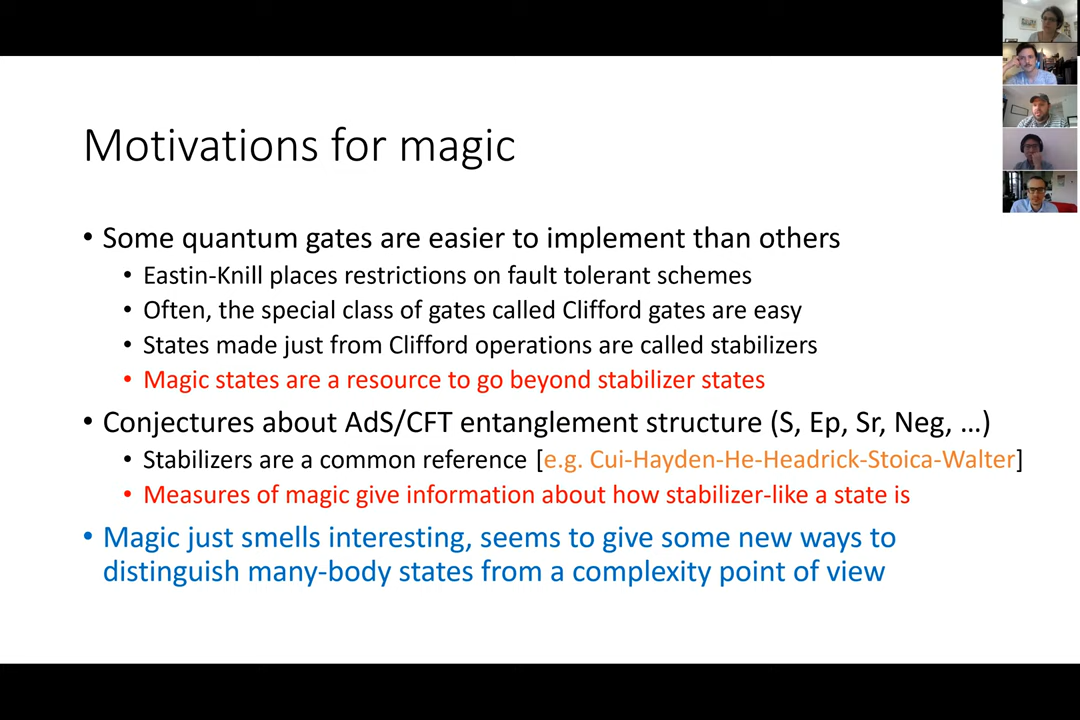 Motivations for magic
• Some quantum gates are easier to implement than others
• Eastin-Knill places restrictions on fault tolerant schemes
• Often, the special class of gates called Clifford gates are easy
• States made just from Clifford operations are called stabilizers
• Magic states are a resource to go beyond stabilizer states
• Conjectures about AdS/CFT entanglement structure (S, Ep, Sr, Neg, …)
• Stabilizers are a common reference [e.g. Cui-Hayden-He-Headrick-Stoica-Walter]
• Measures of magic give information about how stabilizer-like a state is
• Magic just smells interesting, seems to give some new ways to
distinguish many-body states from a complexity point of view